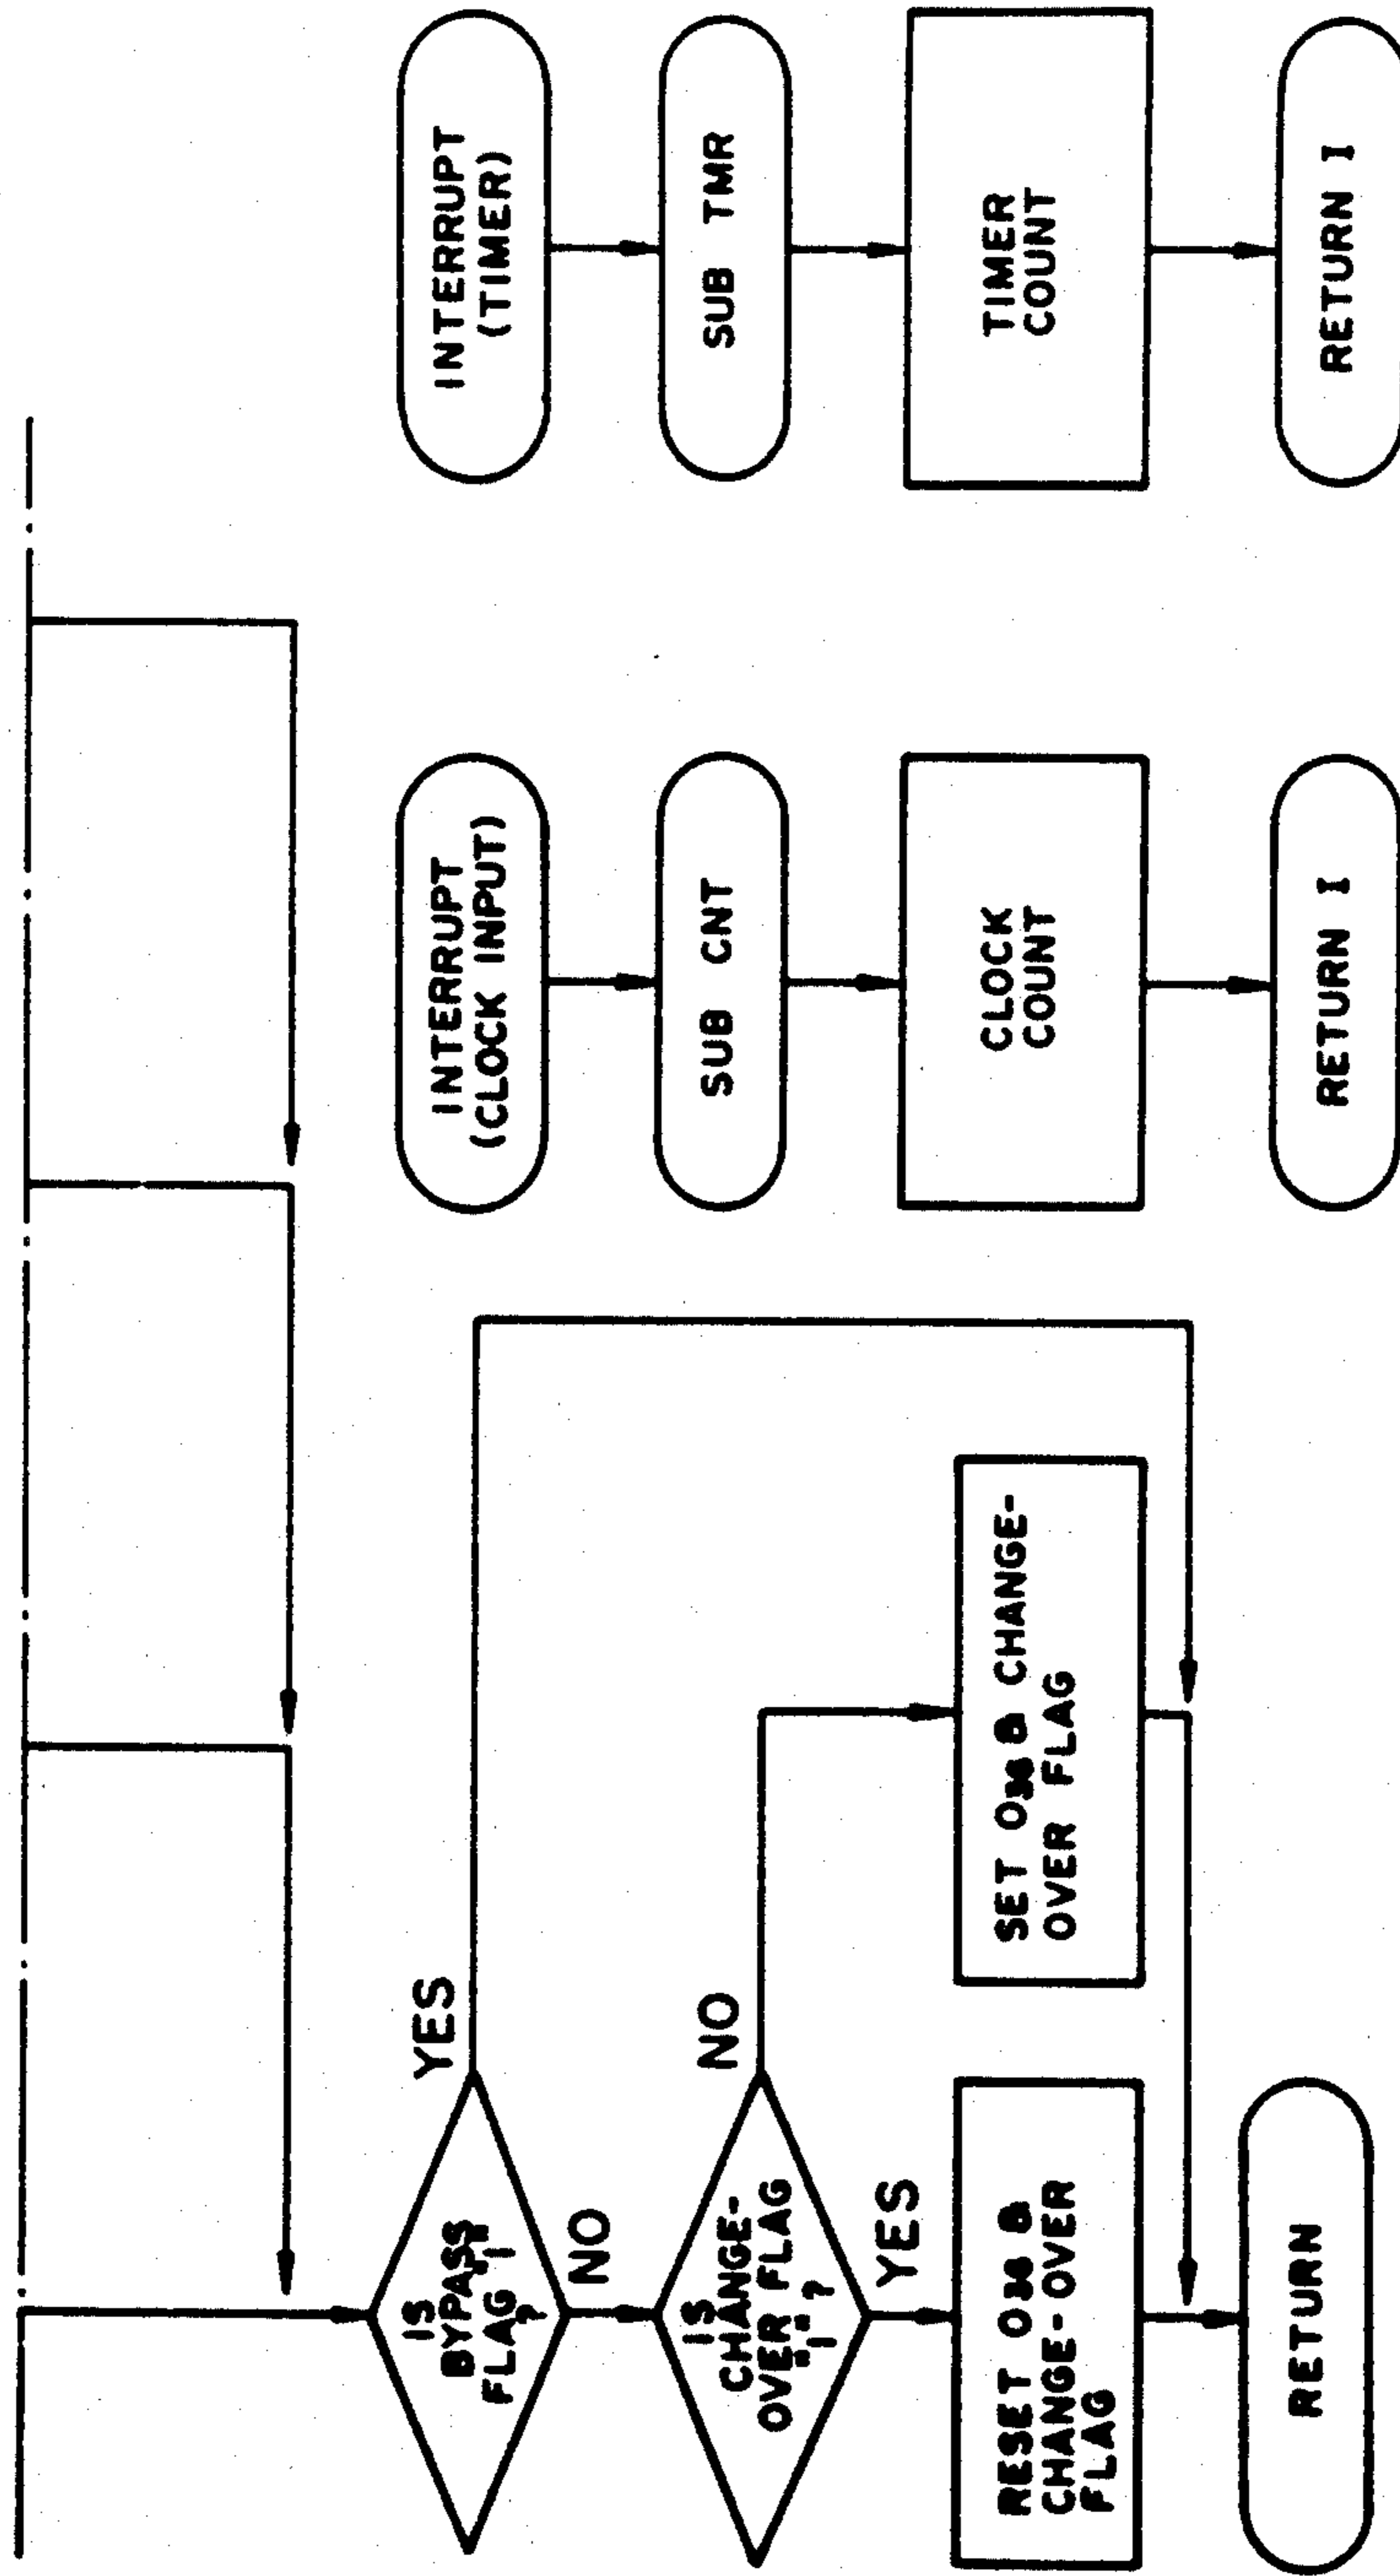 IS
BYPASS
FLAG "1"
?
YES
NO
IS
CHANGE-
OVER FLAG
"1" ?
NO
YES
RESET O36 &
CHANGE-OVER
FLAG
SET O36 & CHANGE-
OVER FLAG
RETURN
INTERRUPT
(CLOCK INPUT)
SUB CNT
CLOCK
COUNT
RETURN I
INTERRUPT
(TIMER)
SUB TMR
TIMER
COUNT
RETURN I